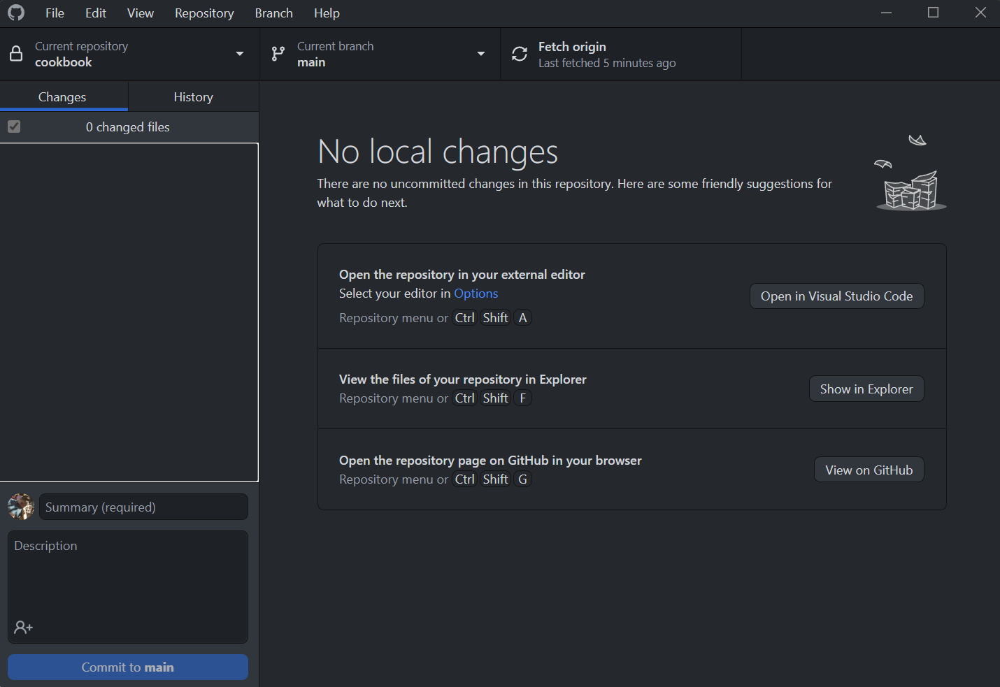 File Edit View Repository Branch Help
Current repository
cookbook
Current branch
main
Fetch origin
Last fetched 5 minutes ago
Changes
History
0 changed files
No local changes
There are no uncommitted changes in this repository. Here are some friendly suggestions for
what to do next.
Open the repository in your external editor
Select your editor in Options
Repository menu or Ctrl Shift A
Open in Visual Studio Code
View the files of your repository in Explorer
Repository menu or Ctrl Shift F
Show in Explorer
Open the repository page on GitHub in your browser
Repository menu or Ctrl Shift G
View on GitHub
Summary (required)
Description
Commit to main